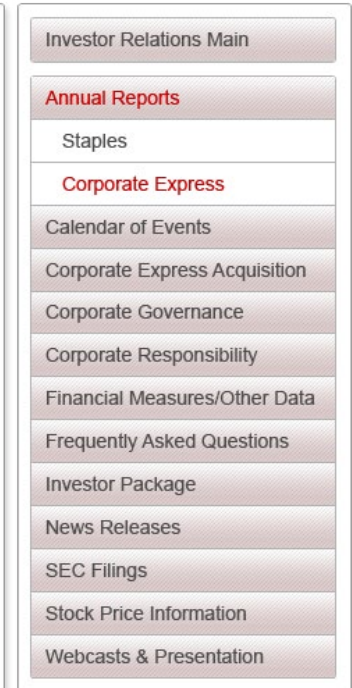 Investor Relations Main
Annual Reports
Staples
Corporate Express
Calendar of Events
Corporate Express Acquisition
Corporate Governance
Corporate Responsibility
Financial Measures/Other Data
Frequently Asked Questions
Investor Package
News Releases
SEC Filings
Stock Price Information
Webcasts & Presentation